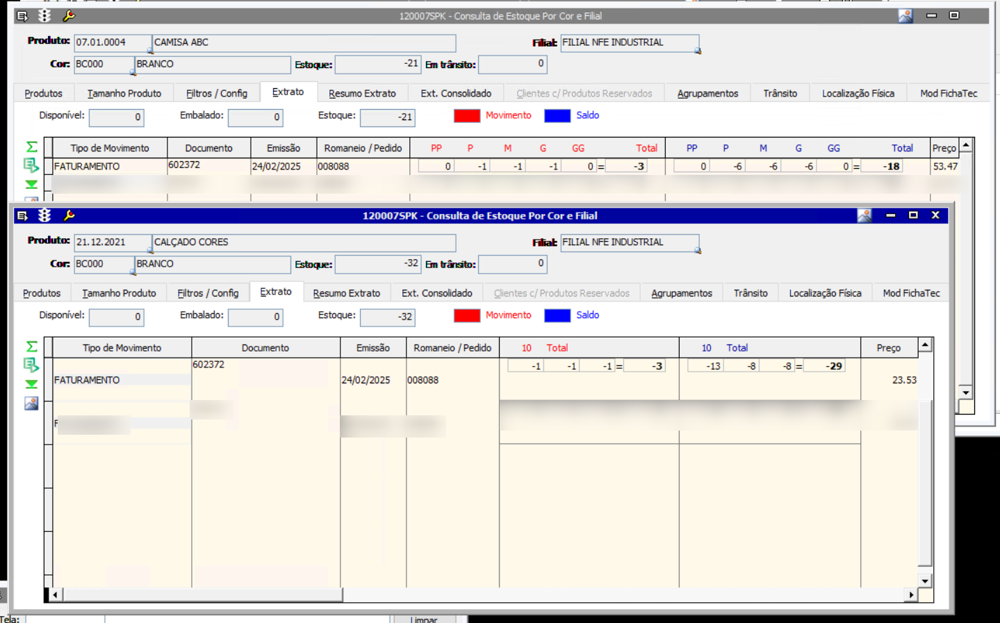 120007SPK - Consulta de Estoque Por Cor e Filial
Produto: 07.01.0004 CAMISA ABC Filial: FILIAL NFE INDUSTRIAL
Cor: BC000 BRANCO Estoque: -21 Em trânsito: 0
Produtos Tamanho Produto Filtros / Config Extrato Resumo Extrato Ext. Consolidado Clientes c/ Produtos Reservados Agrupamentos Trânsito Localização Física Mod FichaTec
Disponível: 0 Embalado: 0 Estoque: -21 Movimento Saldo
Tipo de Movimento Documento Emissão Romaneio / Pedido PP P M G GG Total PP P M G GG Total Preço
FATURAMENTO 602372 24/02/2025 008088 0 -1 -1 -1 0 = -3 0 -6 -6 -6 0 = -18 53.47
120007SPK - Consulta de Estoque Por Cor e Filial
Produto: 21.12.2021 CALÇADO CORES Filial: FILIAL NFE INDUSTRIAL
Cor: BC000 BRANCO Estoque: -32 Em trânsito: 0
Produtos Tamanho Produto Filtros / Config Extrato Resumo Extrato Ext. Consolidado Clientes c/ Produtos Reservados Agrupamentos Trânsito Localização Física Mod FichaTec
Disponível: 0 Embalado: 0 Estoque: -32 Movimento Saldo
Tipo de Movimento Documento Emissão Romaneio / Pedido 10 Total 10 Total Preço
602372 -1 -1 -1 = -3 -13 -8 -8 = -29
FATURAMENTO 24/02/2025 008088 23.53
Tela: Limpar